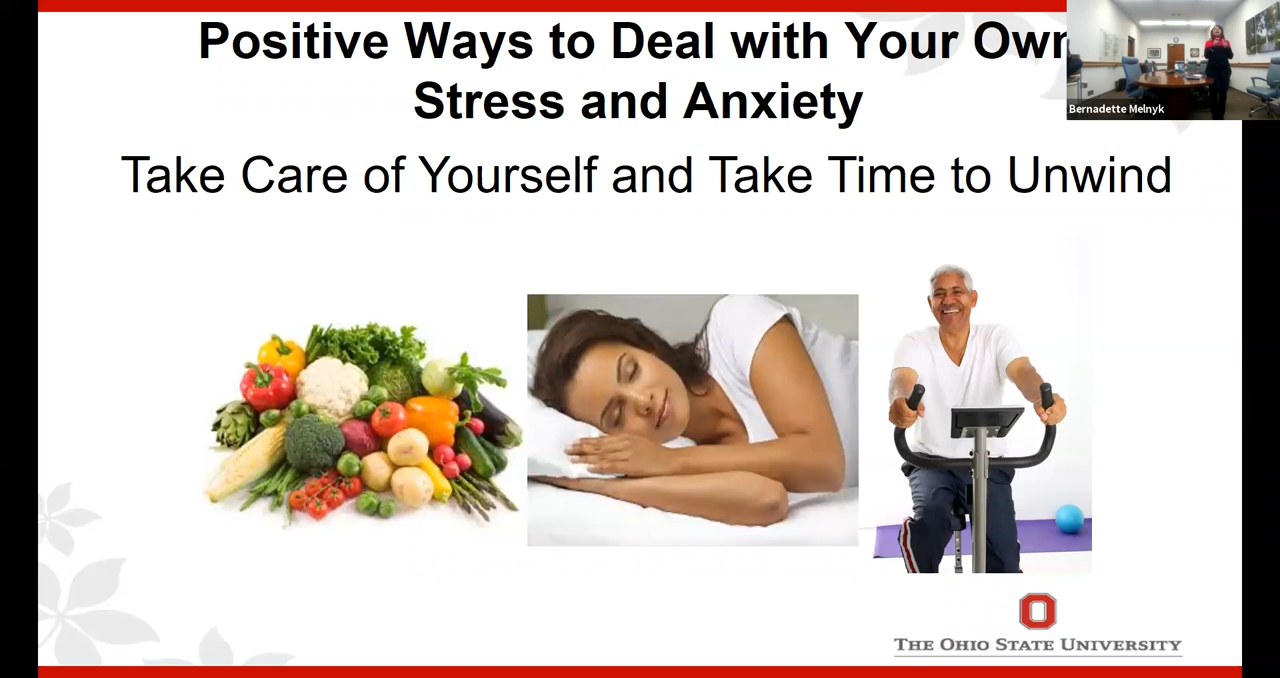 Positive Ways to Deal with Your Own
Stress and Anxiety
Bernadette Melnyk
Take Care of Yourself and Take Time to Unwind
O
THE OHIO STATE UNIVERSITY